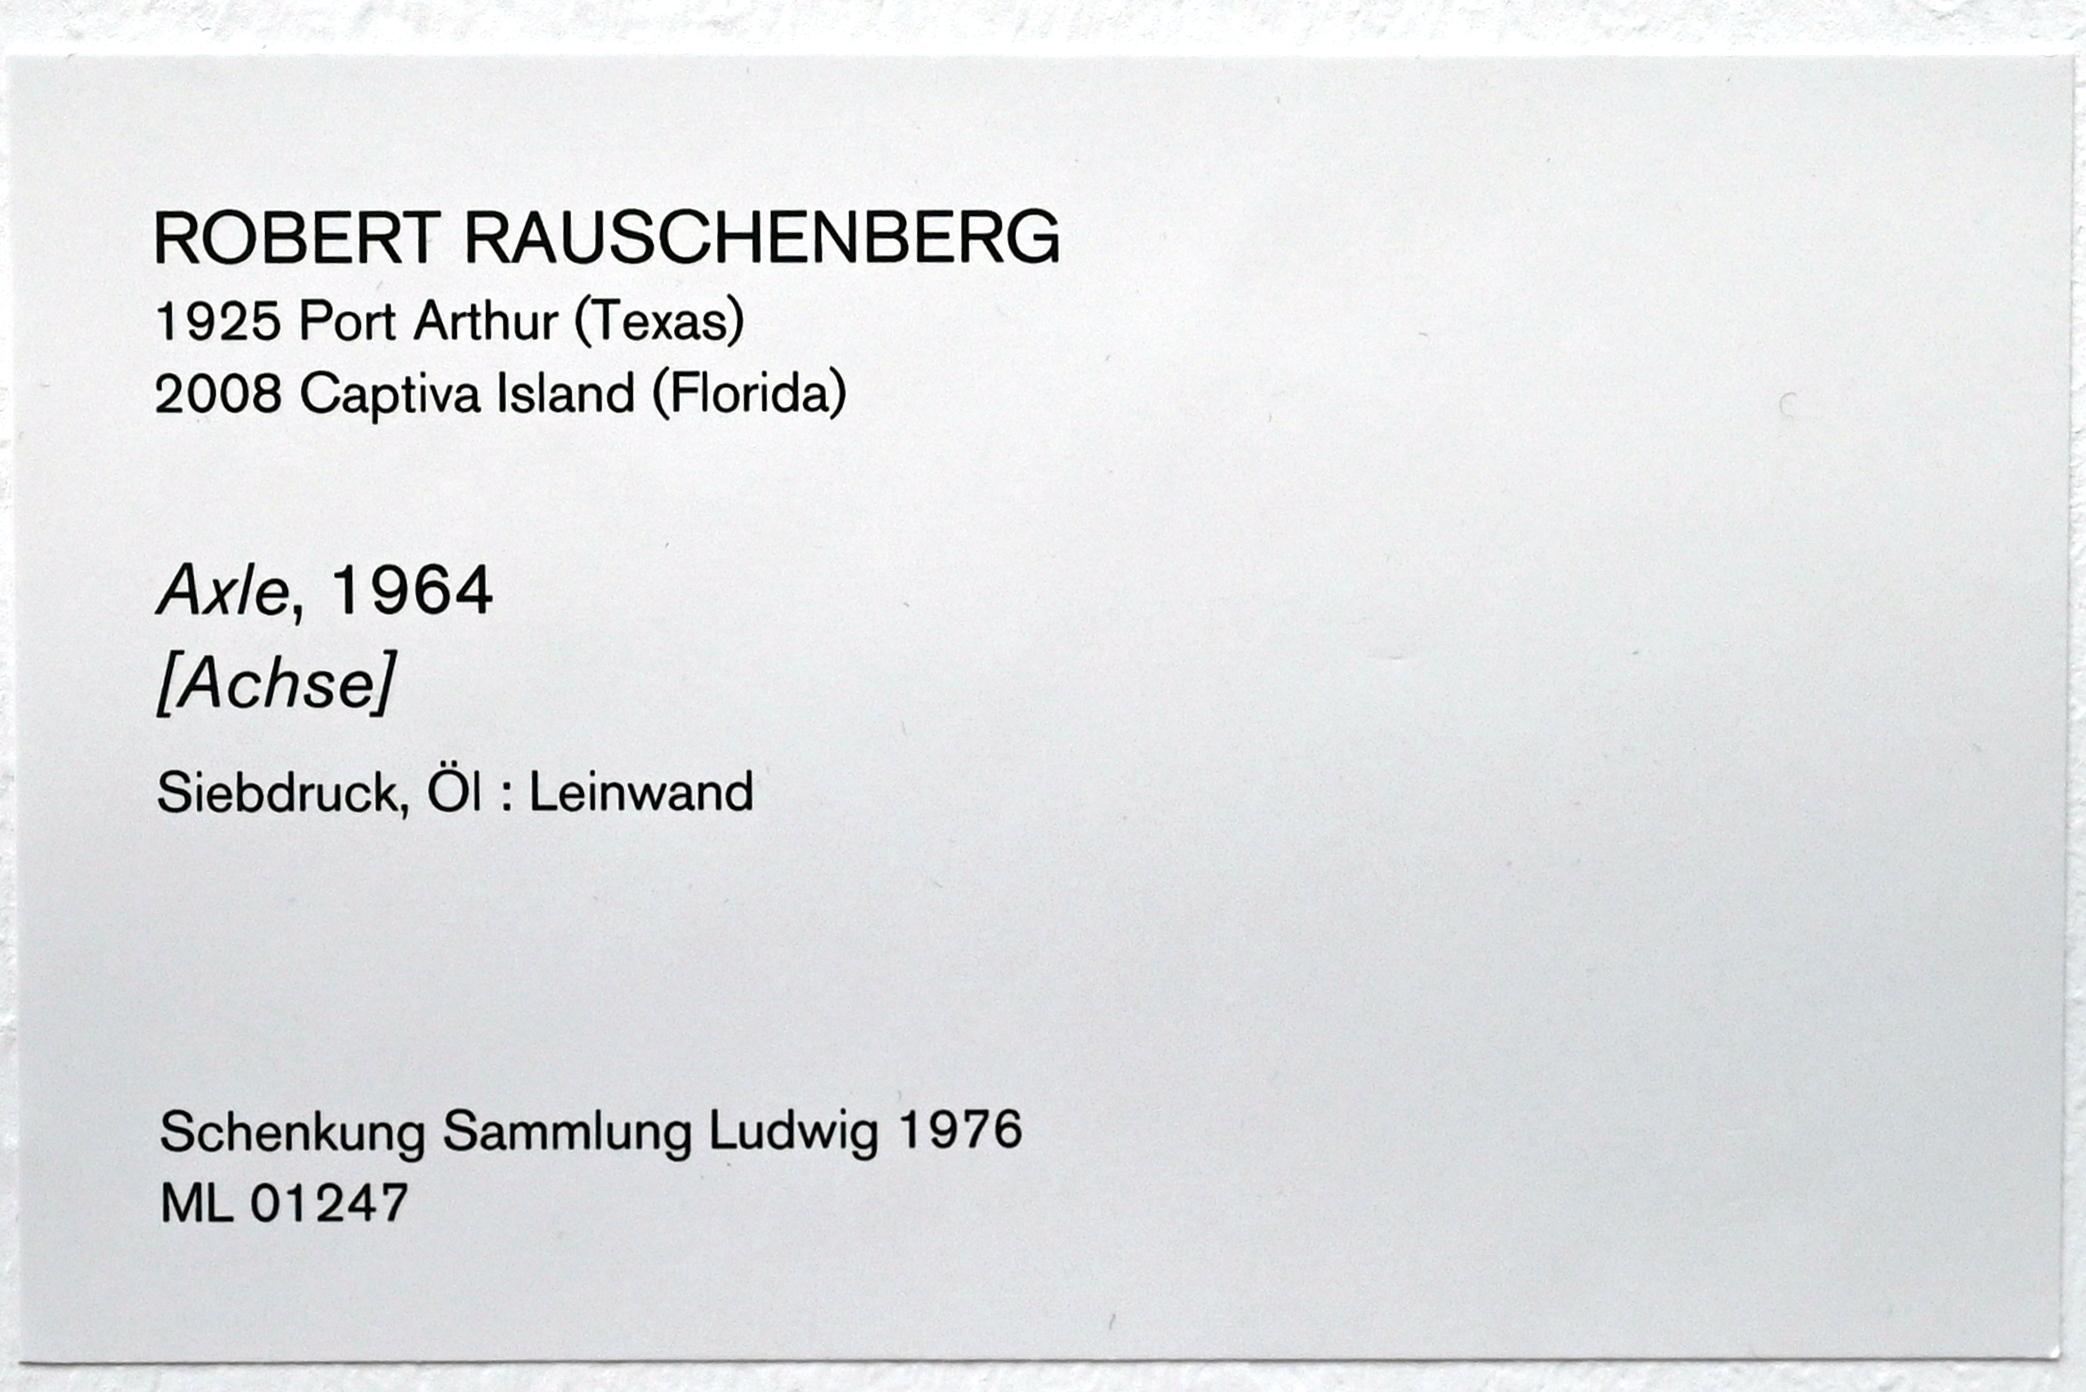 ROBERT RAUSCHENBERG
1925 Port Arthur (Texas)
2008 Captiva Island (Florida)
Axle, 1964
[Achse]
Siebdruck, Öl : Leinwand
Schenkung Sammlung Ludwig 1976
ML 01247